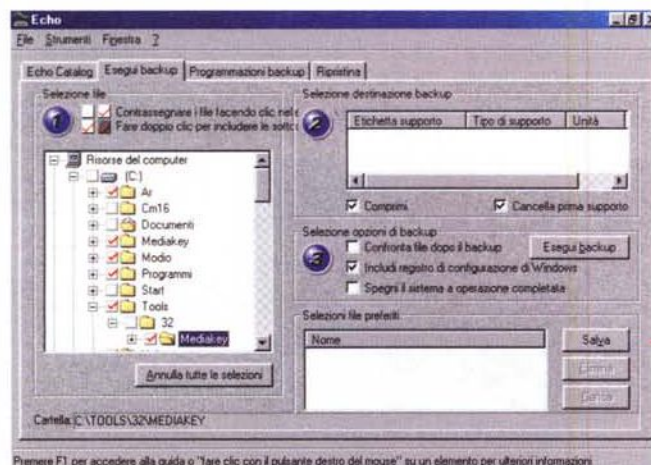 Echo
File Strumenti Finestra ?
Echo Catalog Esegui backup Programmazioni backup Ripristina
Selezione file
1
Contrassegnare i file facendo clic nel
Fare doppio clic per includere le sottc
Risorse del computer
(C:)
Ar
Cm16
Documenti
Mediakey
Modio
Programmi
Start
Tools
32
Mediakey
Annulla tutte le selezioni
Cartella: C:\TOOLS\32\MEDIAKEY
Selezione destinazione backup
2
Etichetta supporto Tipo di supporto Unità
Comprimi Cancella prima supporto
Selezione opzioni di backup
3
Confronta file dopo il backup
Esegui backup
Includi registro di configurazione di Windows
Spegni il sistema a operazione completata
Selezioni file preferiti
Nome
Salva
Elimina
Premere F1 per accedere alla guida o "fare clic con il pulsante destro del mouse" su un elemento per ulteriori informazioni